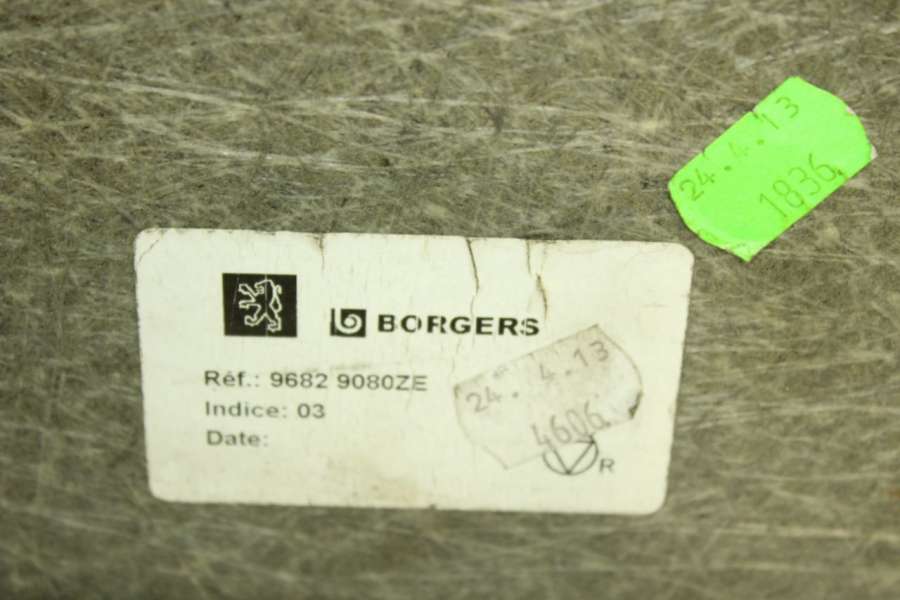 24.4.13
1836
BORGERS
Réf.: 9682 9080ZE
Indice: 03
Date:
24.4.13
4606
R